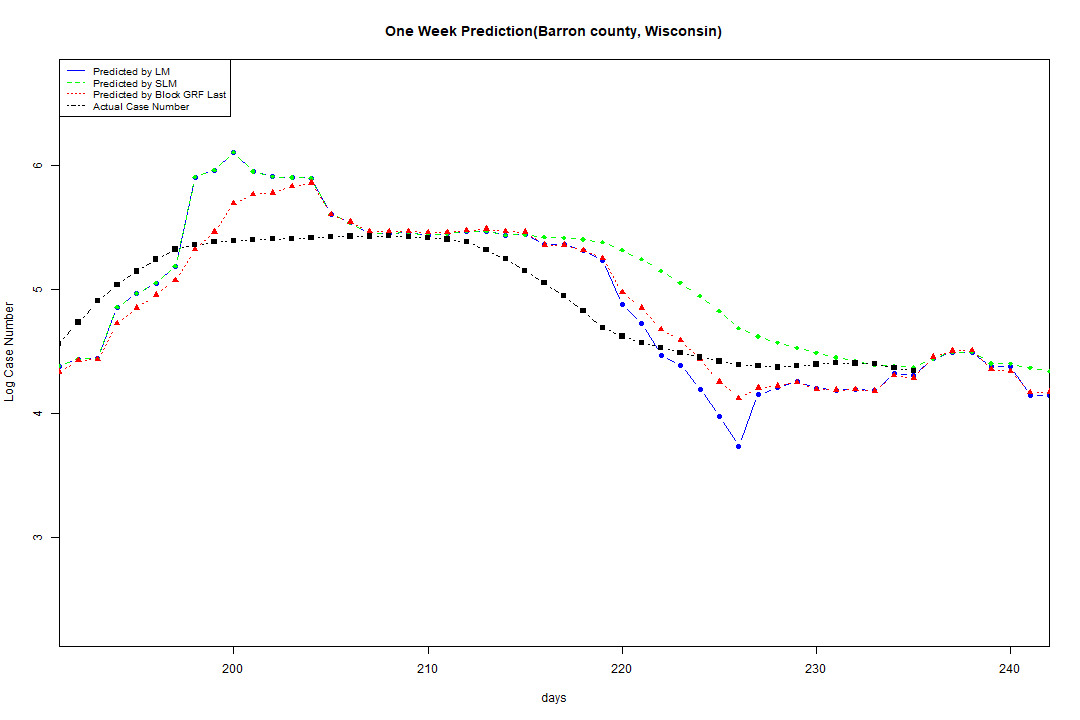 One Week Prediction(Barron county, Wisconsin)
Predicted by LM
Predicted by SLM
Predicted by Block GRF Last
Actual Case Number
6
5
4
3
Log Case Number
200 210 220 230 240
days